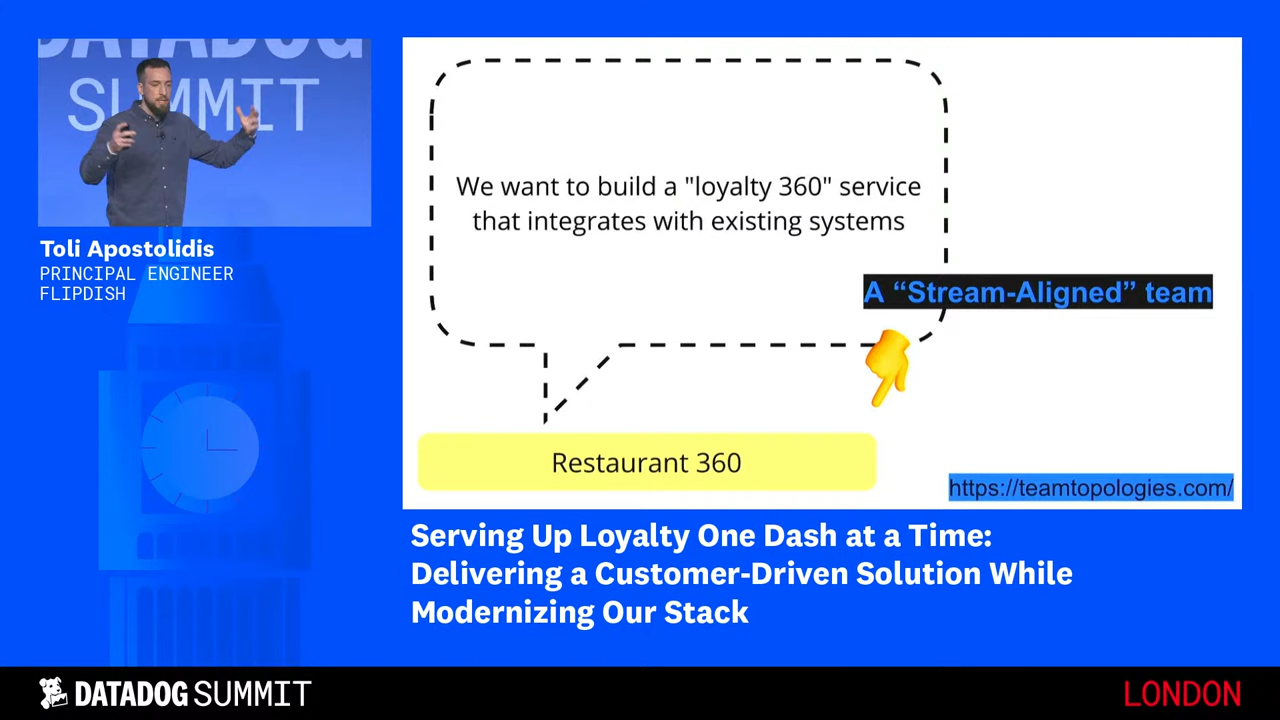 DATADOG
SUMMIT
Toli Apostolidis
PRINCIPAL ENGINEER
FLIPDISH
We want to build a "loyalty 360" service
that integrates with existing systems
A “Stream-Aligned” team
Restaurant 360
https://teamtopologies.com/
Serving Up Loyalty One Dash at a Time:
Delivering a Customer-Driven Solution While
Modernizing Our Stack
DATADOG SUMMIT
LONDON